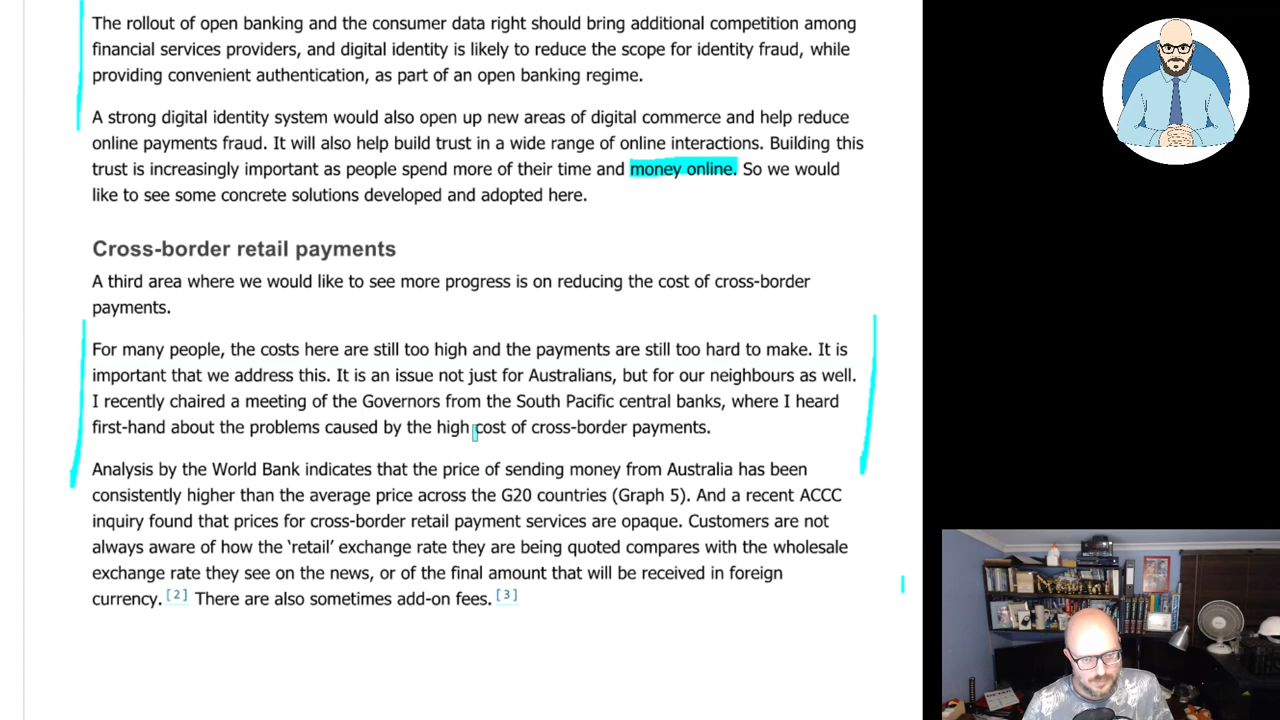 The rollout of open banking and the consumer data right should bring additional competition among
financial services providers, and digital identity is likely to reduce the scope for identity fraud, while
providing convenient authentication, as part of an open banking regime.
A strong digital identity system would also open up new areas of digital commerce and help reduce
online payments fraud. It will also help build trust in a wide range of online interactions. Building this
trust is increasingly important as people spend more of their time and money online. So we would
like to see some concrete solutions developed and adopted here.
Cross-border retail payments
A third area where we would like to see more progress is on reducing the cost of cross-border
payments.
For many people, the costs here are still too high and the payments are still too hard to make. It is
important that we address this. It is an issue not just for Australians, but for our neighbours as well.
I recently chaired a meeting of the Governors from the South Pacific central banks, where I heard
first-hand about the problems caused by the high cost of cross-border payments.
Analysis by the World Bank indicates that the price of sending money from Australia has been
consistently higher than the average price across the G20 countries (Graph 5). And a recent ACCC
inquiry found that prices for cross-border retail payment services are opaque. Customers are not
always aware of how the ‘retail’ exchange rate they are being quoted compares with the wholesale
exchange rate they see on the news, or of the final amount that will be received in foreign
currency. [2] There are also sometimes add-on fees. [3]